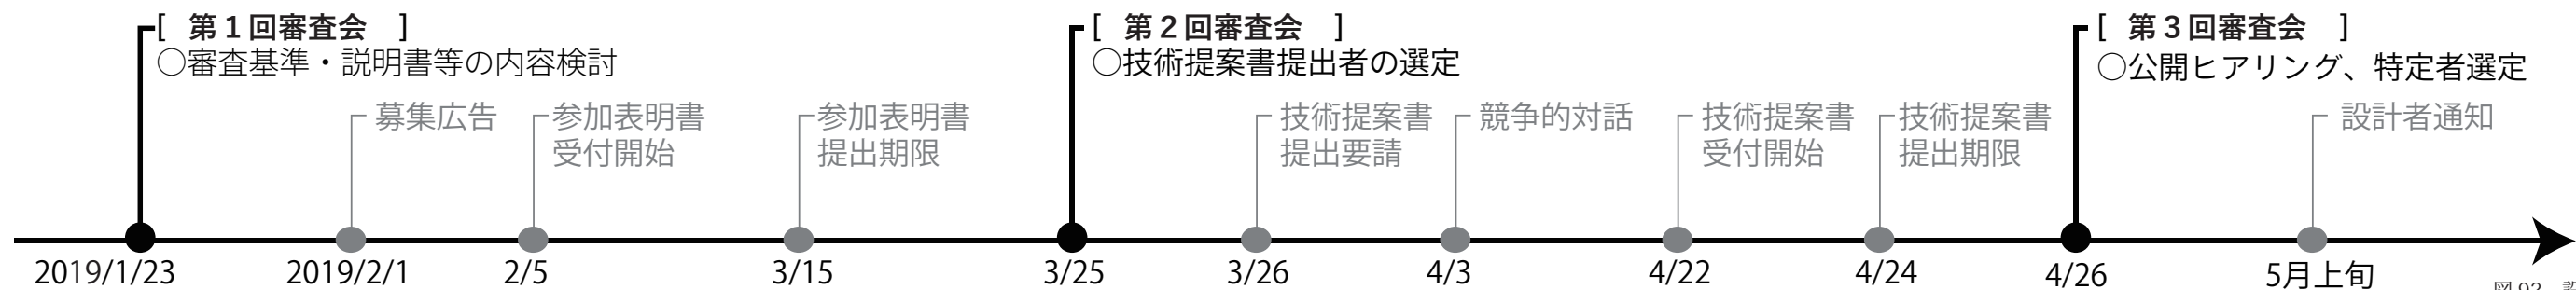 [ 第1回審査会 ]
○審査基準・説明書等の内容検討
[ 第2回審査会 ]
○技術提案書提出者の選定
[ 第3回審査会 ]
○公開ヒアリング、特定者選定
募集広告
参加表明書
受付開始
参加表明書
提出期限
技術提案書
提出要請
競争的対話
技術提案書
受付開始
技術提案書
提出期限
設計者通知
2019/1/23
2019/2/1
2/5
3/15
3/25
3/26
4/3
4/22
4/24
4/26
5月上旬